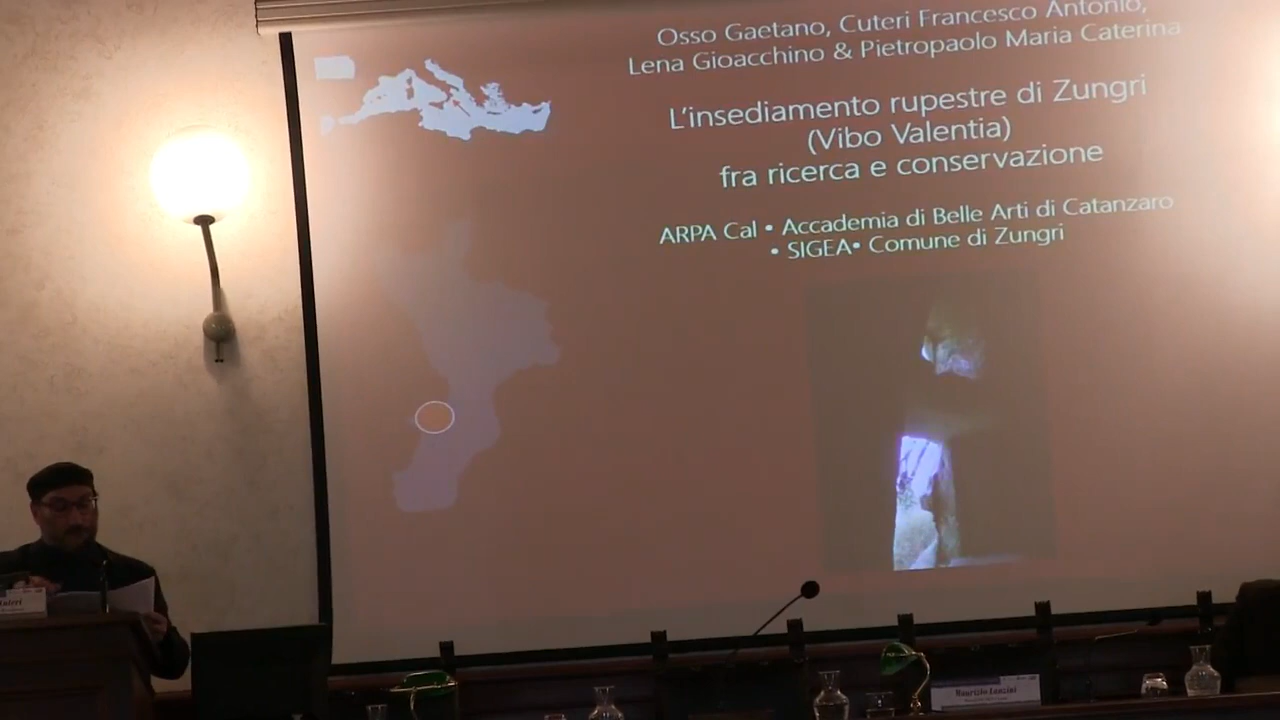 Osso Gaetano, Cuteri Francesco Antonio,
Lena Gioacchino & Pietropaolo Maria Caterina
L'insediamento rupestre di Zungri
(Vibo Valentia)
fra ricerca e conservazione
ARPA Cal • Accademia di Belle Arti di Catanzaro
• SIGEA• Comune di Zungri
Maurizio Lanzini